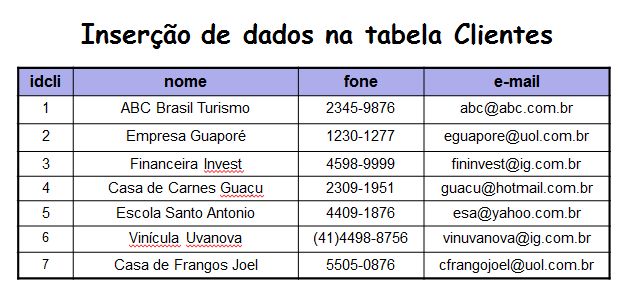 Inserção de dados na tabela Clientes
idcli nome fone e-mail
1 ABC Brasil Turismo 2345-9876 abc@abc.com.br
2 Empresa Guaporé 1230-1277 eguapore@uol.com.br
3 Financeira Invest 4598-9999 fininvest@ig.com.br
4 Casa de Carnes Guaçu 2309-1951 guacu@hotmail.com.br
5 Escola Santo Antonio 4409-1876 esa@yahoo.com.br
6 Vinícula Uvanova (41)4498-8756 vinuvanova@ig.com.br
7 Casa de Frangos Joel 5505-0876 cfrangojoel@uol.com.br